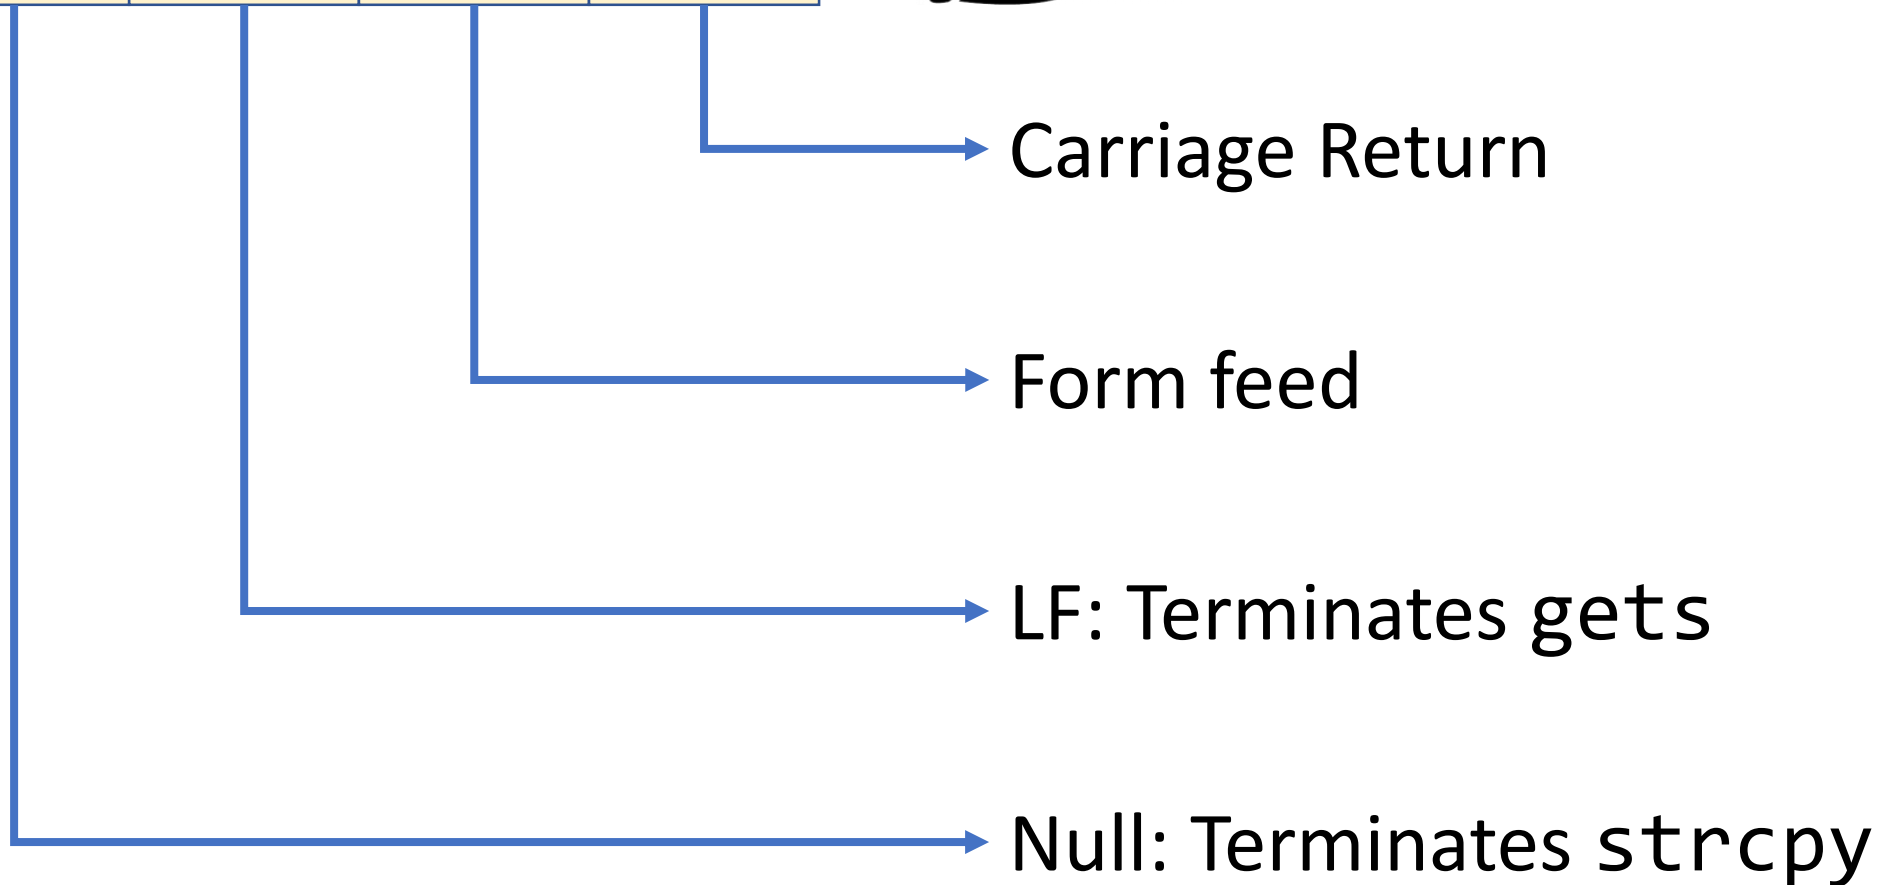 Carriage Return
Form feed
LF: Terminates gets
Null: Terminates strcpy